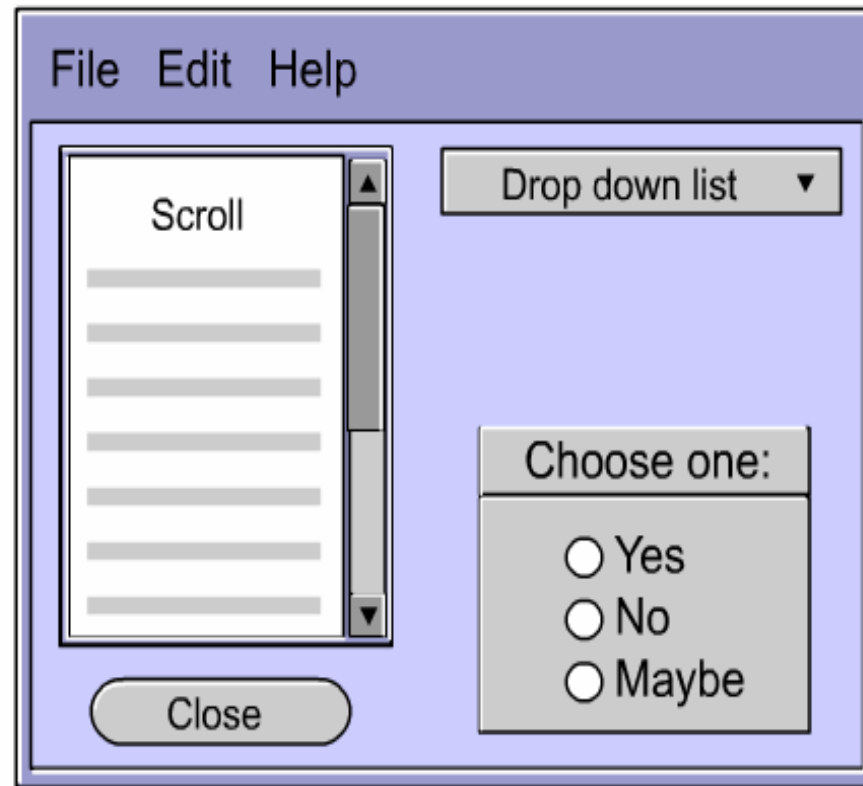 File Edit Help
Scroll
Drop down list
Choose one:
Yes
No
Maybe
Close